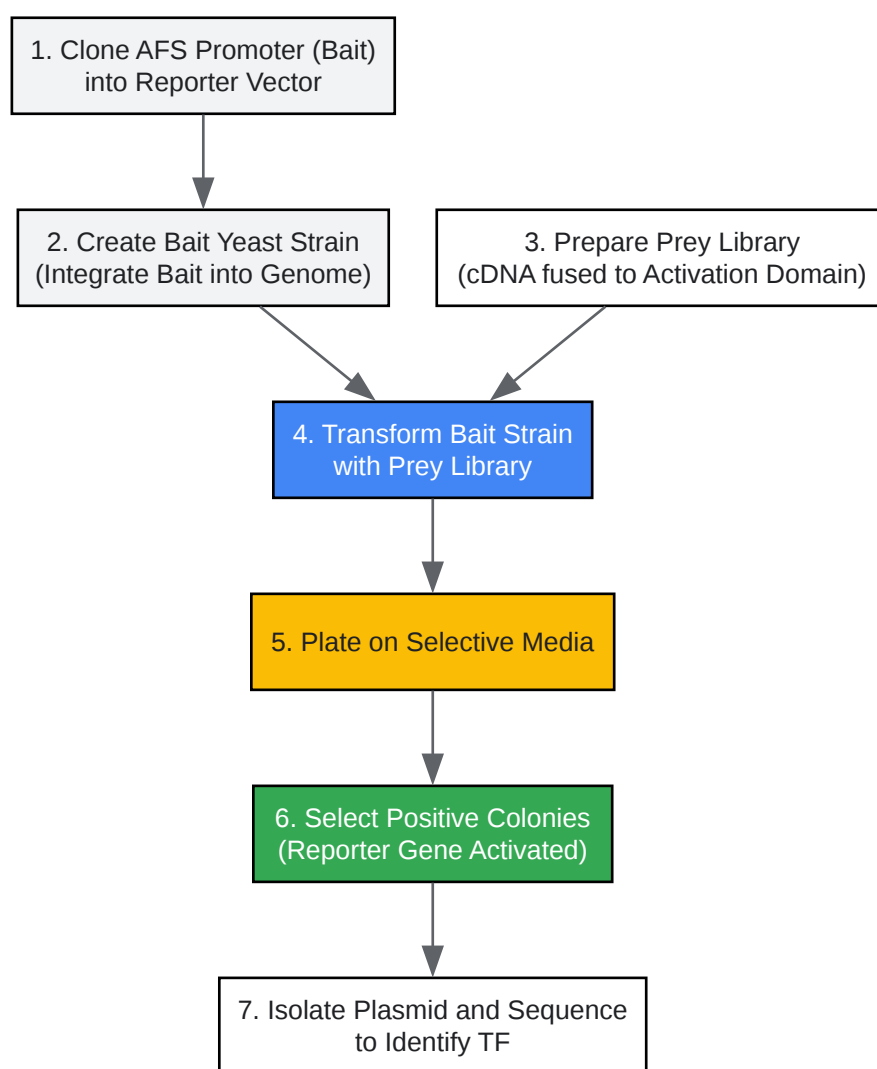 1. Clone AFS Promoter (Bait)
into Reporter Vector
2. Create Bait Yeast Strain
(Integrate Bait into Genome)
3. Prepare Prey Library
(cDNA fused to Activation Domain)
4. Transform Bait Strain
with Prey Library
5. Plate on Selective Media
6. Select Positive Colonies
(Reporter Gene Activated)
7. Isolate Plasmid and Sequence
to Identify TF